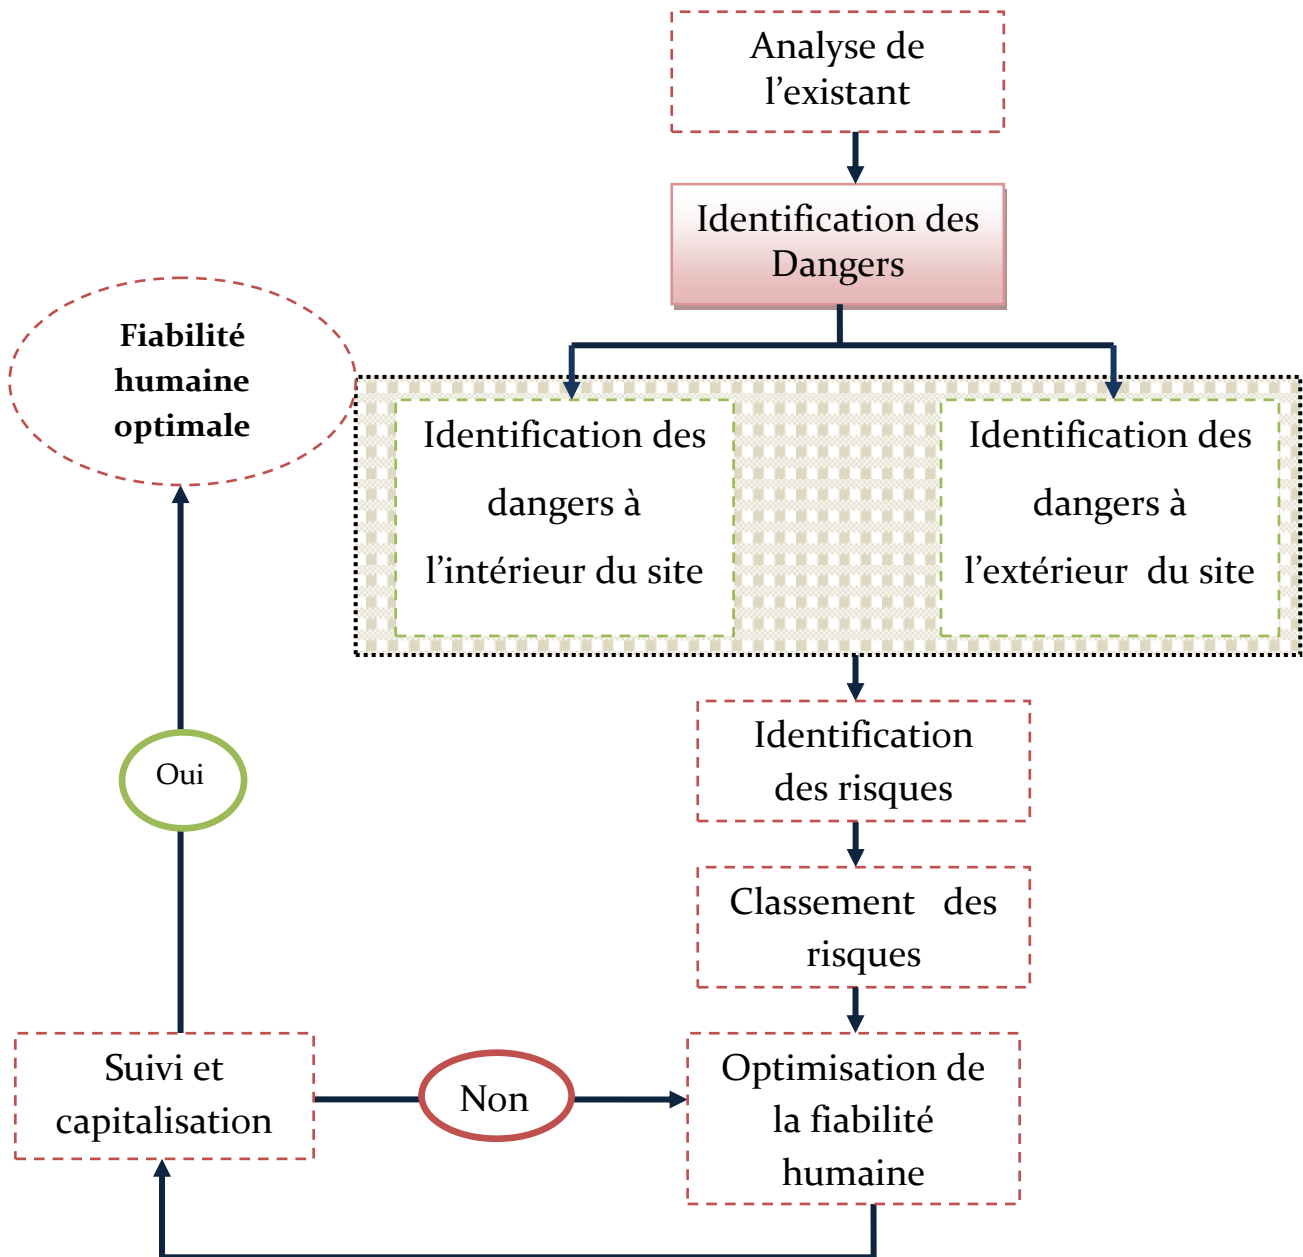 Analyse de
l’existant
Identification des
Dangers
Fiabilité
humaine
optimale
Identification des
dangers à
l’intérieur du site
Identification des
dangers à
l’extérieur du site
Identification
des risques
Oui
Classement des
risques
Suivi et
capitalisation
Non
Optimisation de
la fiabilité
humaine